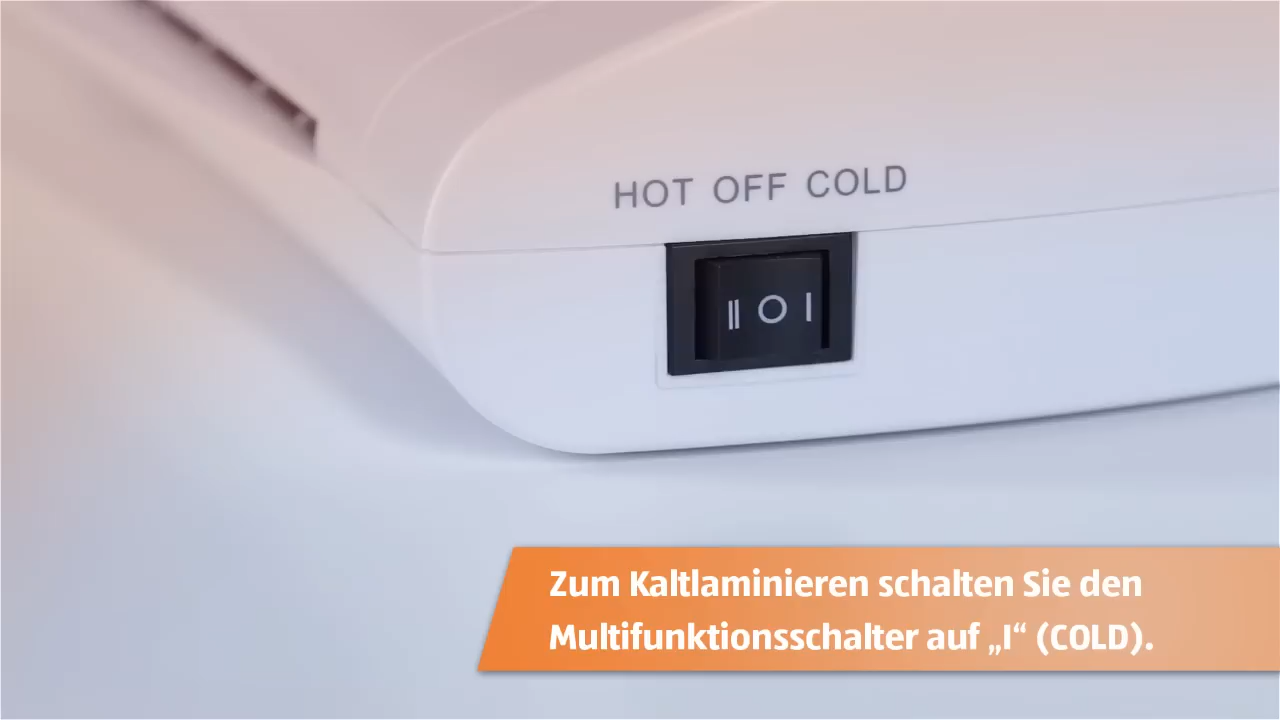 HOT OFF COLD
II O I
Zum Kaltlaminieren schalten Sie den
Multifunktionsschalter auf „I“ (COLD).